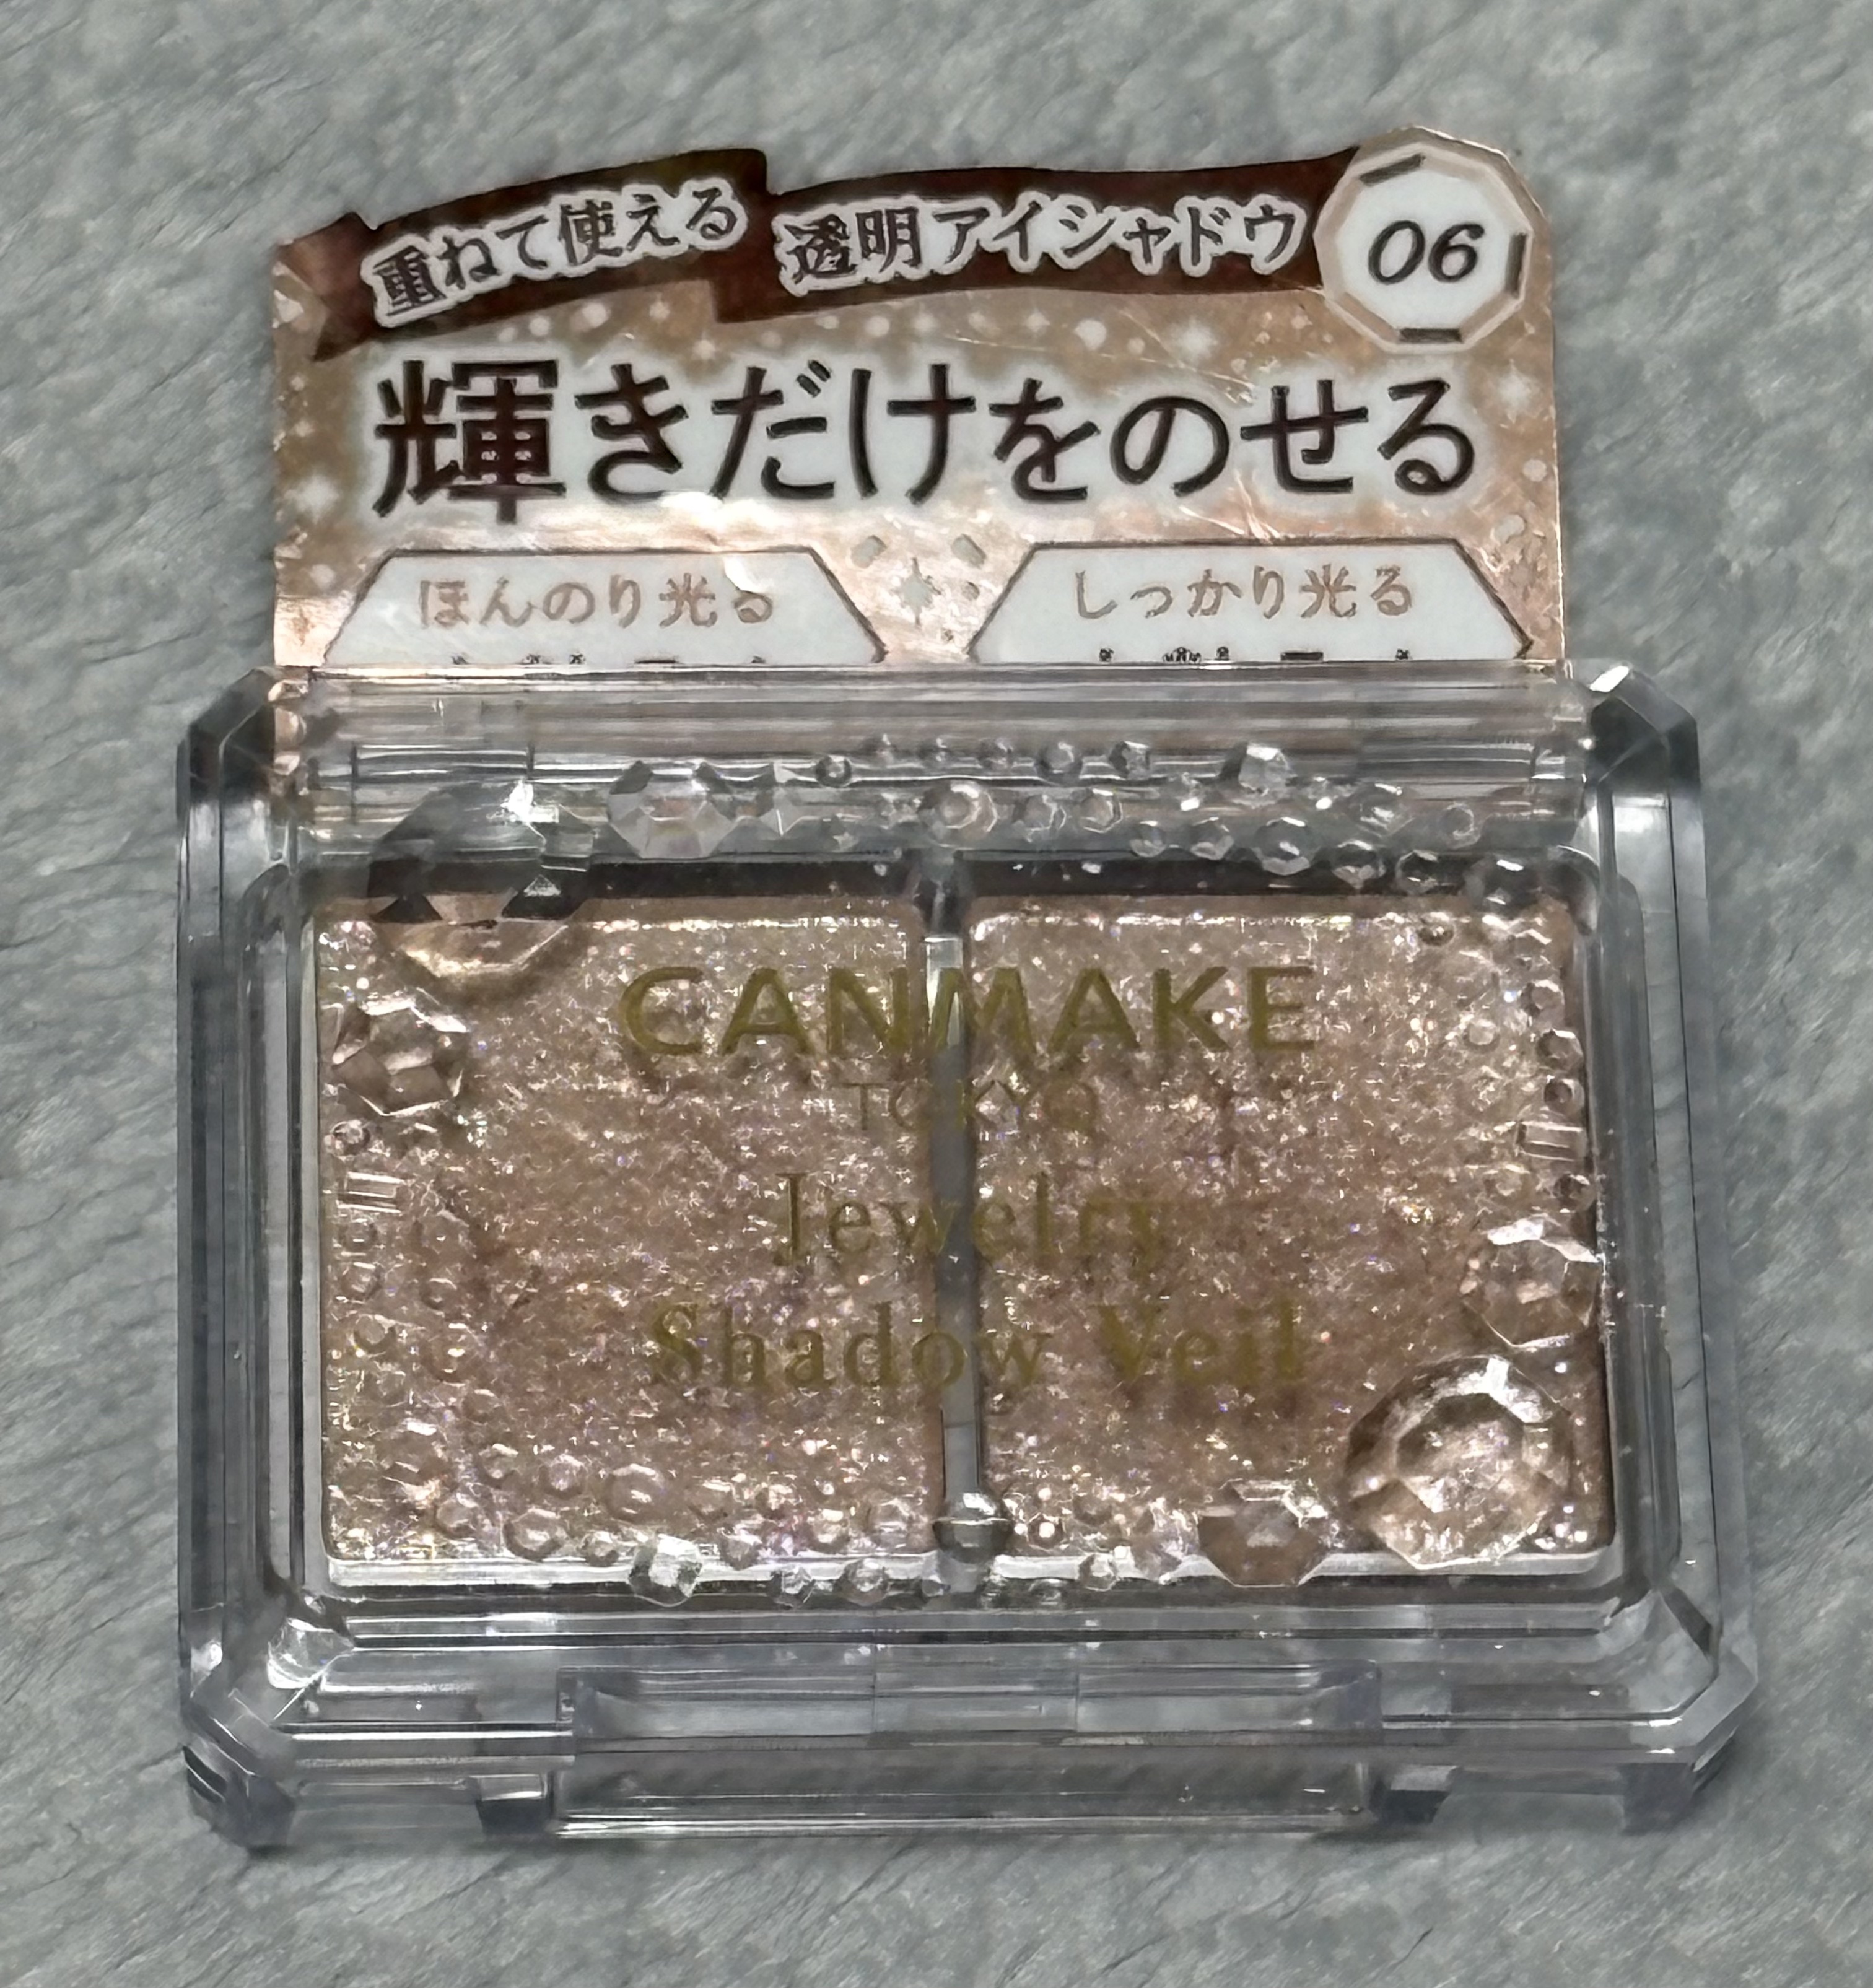 重ねて使える 透明アイシャドウ 06
輝きだけをのせる
ほんのり光る しっかり光る
CANMAKE
TOKYO
Jewelry
Shadow Veil